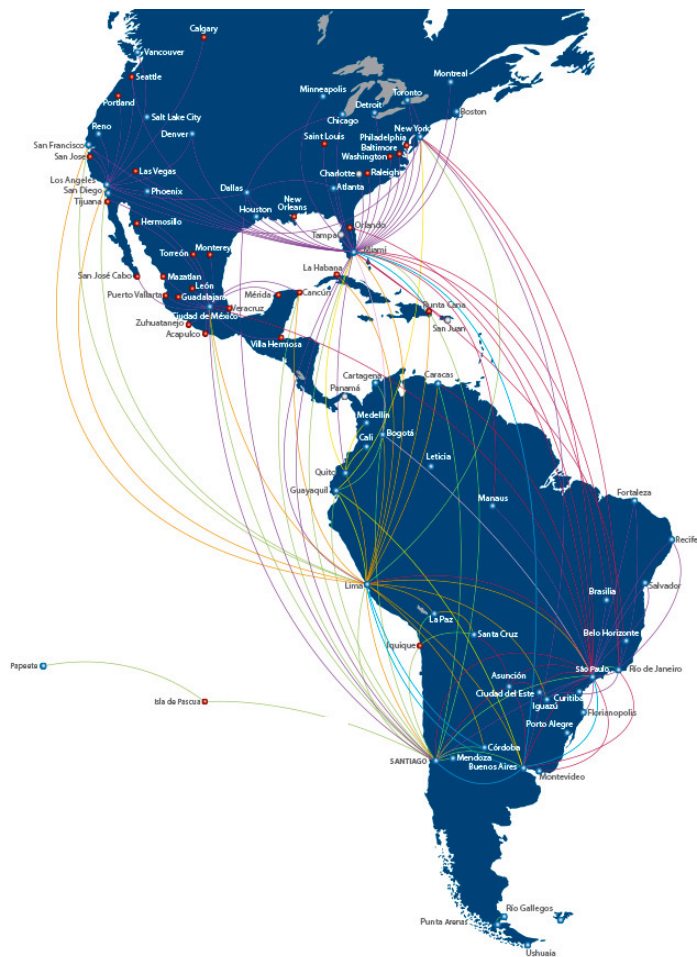 Calgary
Vancouver
Seattle
Minneapolis
Montreal
Toronto
Portland
Detroit
Salt Lake City
Chicago
Boston
Reno
Denver
New York
San Francisco
Saint Louis
Philadelphia
Baltimore
San Jose
Washington
Las Vegas
Charlotte
Raleigh
Los Angeles
San Diego
Phoenix
Dallas
Atlanta
Tijuana
New
Orleans
Houston
Hermosillo
Orlando
Tampa
Monterey
Miami
Torreón
La Habana
San José Cabo
Mazatlan
León
Puerto Vallarta
Guadalajara
Mérida
Cancún
Veracruz
Punta Cana
Ciudad de México
Zuhuatanejo
San Juan
Acapulco
Villa Hermosa
Cartagena
Caracas
Panamá
Medellín
Bogotá
Cali
Leticia
Quito
Guayaquil
Manaus
Fortaleza
Recife
Lima
Salvador
Brasilia
La Paz
Santa Cruz
Belo Horizonte
Iquique
Papeete
São Paulo
Río de Janeiro
Asunción
Ciudad del Este
Isla de Pascua
Iguazú
Curitiba
Florianopolis
Porto Alegre
Córdoba
SANTIAGO
Mendoza
Buenos Aires
Montevideo
Río Gallegos
Punta Arenas
Ushuaia